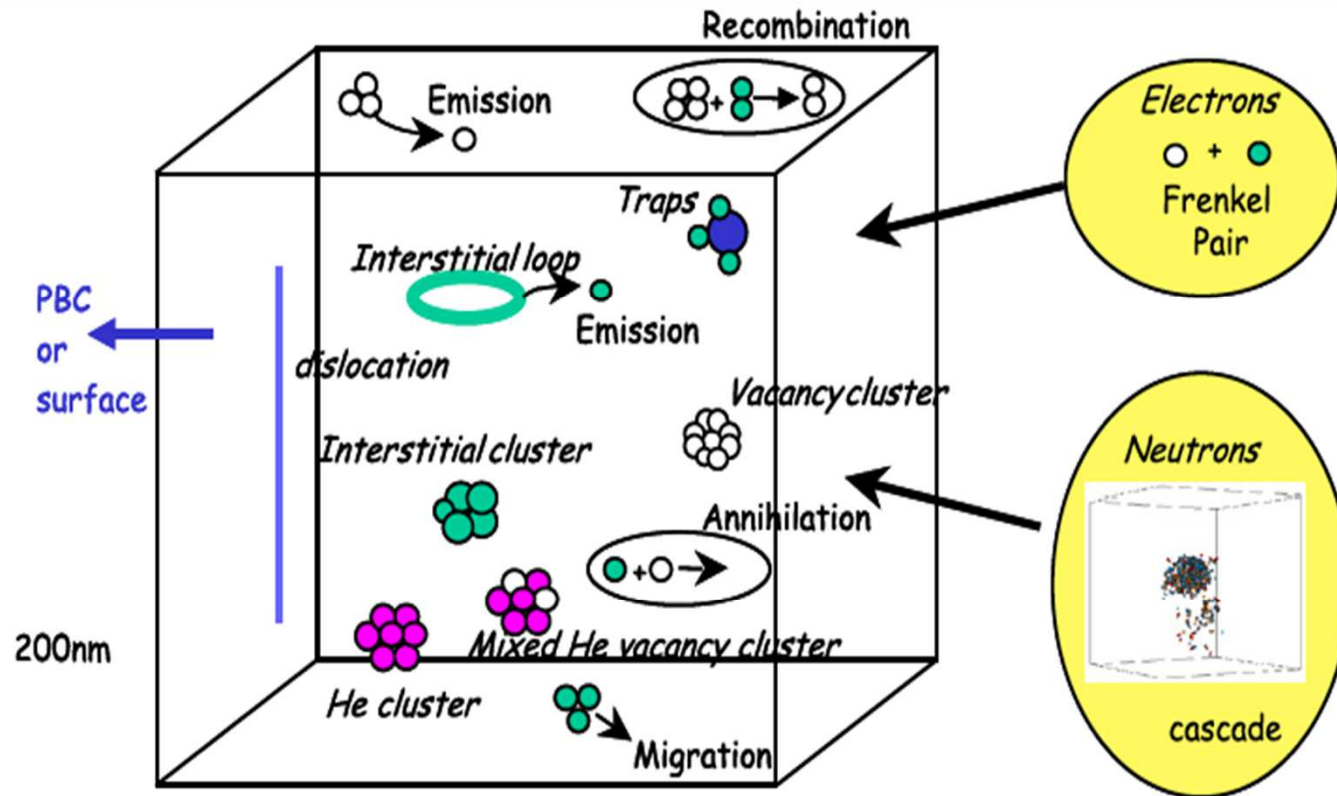 Recombination
Emission
+
Electrons
+
Frenkel
Pair
Traps
Interstitial loop
Emission
PBC
or
surface
dislocation
Vacancy cluster
Interstitial cluster
Neutrons
Annihilation
+
200nm
Mixed He vacancy cluster
He cluster
Migration
cascade